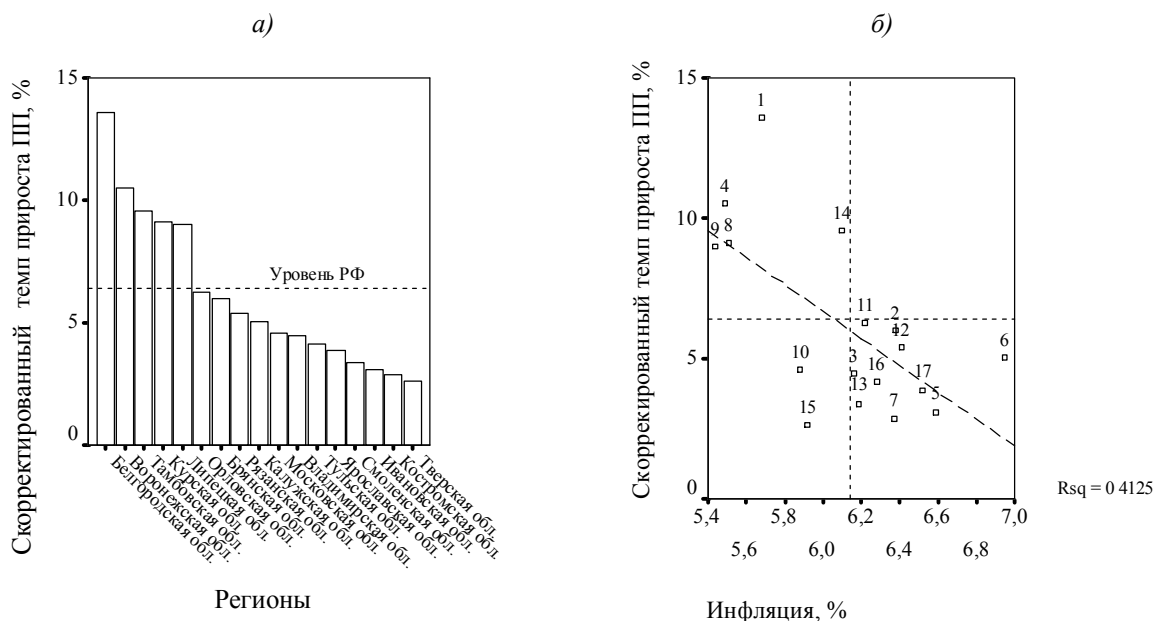 а)
Скорректированный темп прироста ПП, %
15
10
5
0
Уровень РФ
Белгородская обл.
Воронежская обл.
Тамбовская обл.
Курская обл.
Липецкая обл.
Орловская обл.
Брянская обл.
Рязанская обл.
Калужская обл.
Московская обл.
Владимирская обл.
Тульская обл.
Ярославская обл.
Смоленская обл.
Ивановская обл.
Костромская обл.
Тверская обл.
Регионы
б)
Скоррекированный темп прироста ПП, %
15
10
5
0
1
4
9
8
14
11
2
12
6
10
3
16
13
17
15
7
5
5,4
5,8
6,2
6,6
7,0
5,6
6,0
6,4
6,8
Инфляция, %
Rsq = 0 4125